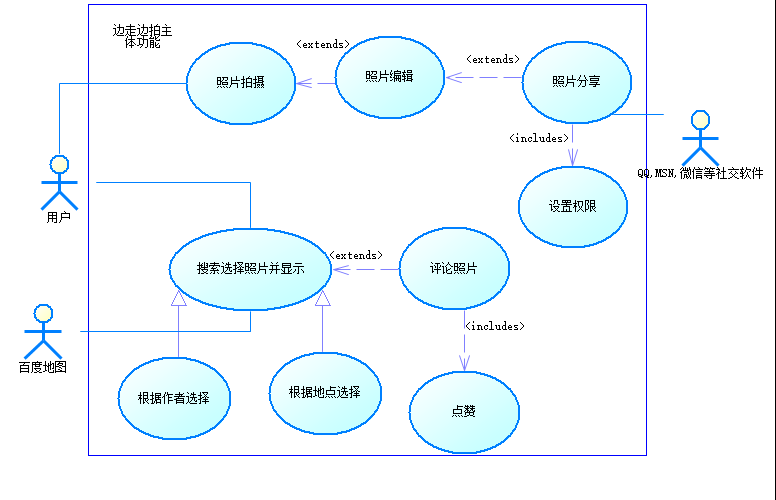 边走边拍主
体功能
<extends>
<extends>
照片拍摄
照片编辑
照片分享
<includes>
QQ,MSN,微信等社交软件
用户
设置权限
<extends>
搜索选择照片并显示
评论照片
<includes>
百度地图
根据作者选择
根据地点选择
点赞